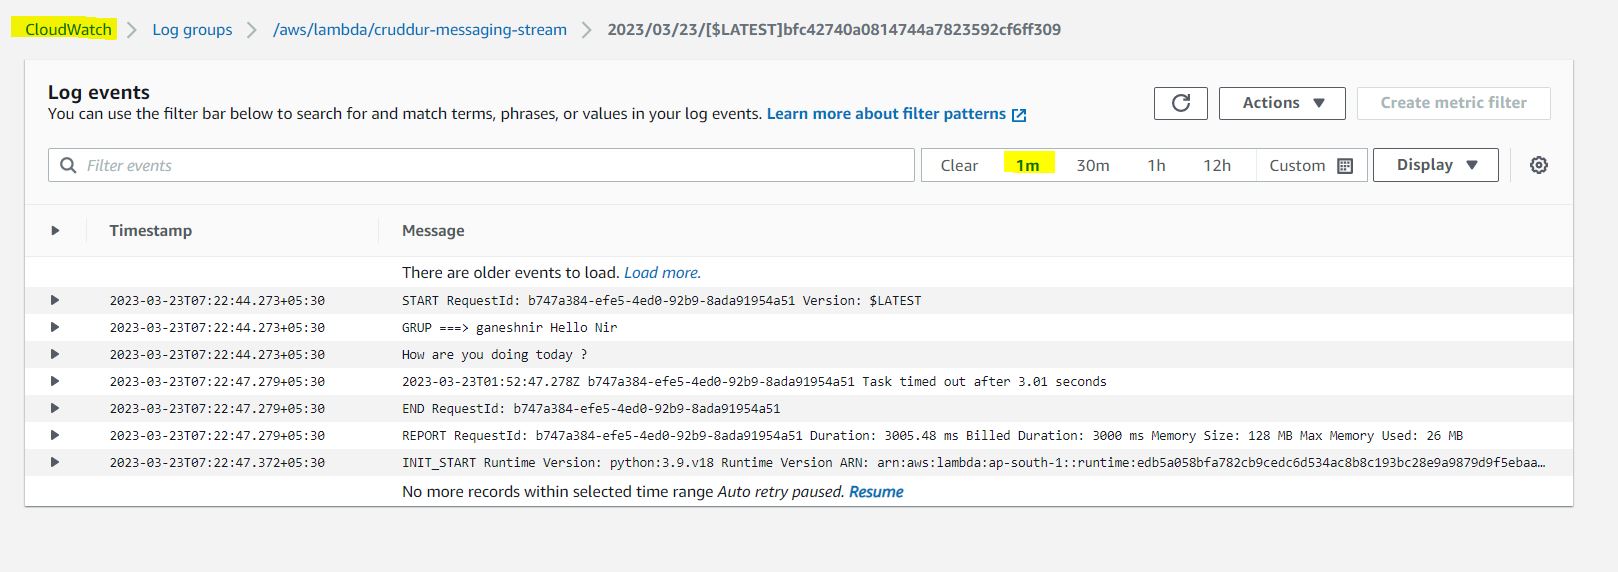 CloudWatch > Log groups > /aws/lambda/cruddur-messaging-stream > 2023/03/23/[$LATEST]bfc42740a0814744a7823592cf6ff309
Log events
You can use the filter bar below to search for and match terms, phrases, or values in your log events. Learn more about filter patterns
Actions
Create metric filter
Filter events
Clear 1m 30m 1h 12h Custom Display
Timestamp Message
There are older events to load. Load more.
2023-03-23T07:22:44.273+05:30 START RequestId: b747a384-efe5-4ed0-92b9-8ada91954a51 Version: $LATEST
2023-03-23T07:22:44.273+05:30 GRUP ===> ganeshnir Hello Nir
2023-03-23T07:22:44.273+05:30 How are you doing today ?
2023-03-23T07:22:47.279+05:30 2023-03-23T01:52:47.278Z b747a384-efe5-4ed0-92b9-8ada91954a51 Task timed out after 3.01 seconds
2023-03-23T07:22:47.279+05:30 END RequestId: b747a384-efe5-4ed0-92b9-8ada91954a51
2023-03-23T07:22:47.279+05:30 REPORT RequestId: b747a384-efe5-4ed0-92b9-8ada91954a51 Duration: 3005.48 ms Billed Duration: 3000 ms Memory Size: 128 MB Max Memory Used: 26 MB
2023-03-23T07:22:47.372+05:30 INIT_START Runtime Version: python:3.9.v18 Runtime Version ARN: arn:aws:lambda:ap-south-1::runtime:edb5a058bfa782cb9cedc6d534ac8b8c193bc28e9a9879d9f5ebaa…
No more records within selected time range Auto retry paused. Resume